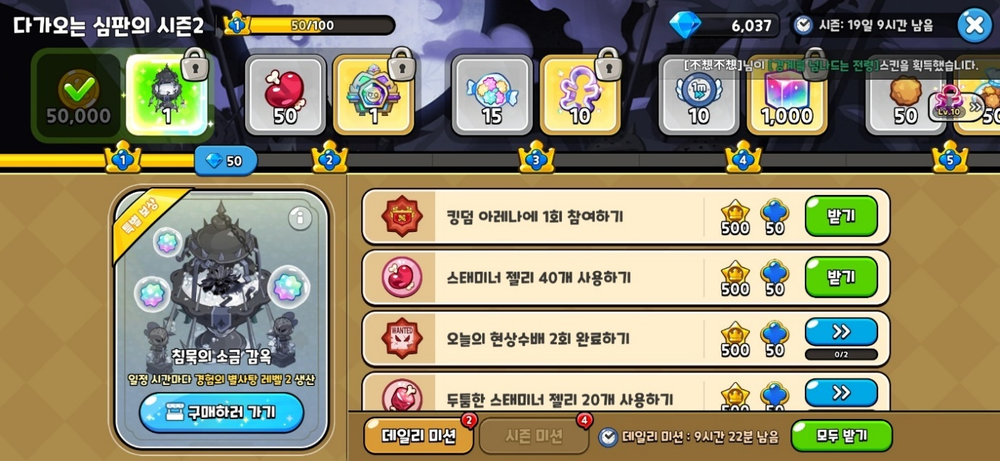 다가오는 심판의 시즌2
1
50/100
6,037
시즌: 19일 9시간 남음
[不想不想]님이 [경계를 넘나드는 전령]스킨을 획득했습니다.
50,000
1
50
1
15
10
1m
10
1,000
50
Lv.10
50
1
50
2
3
4
5
특별 보상
침묵의 소금 감옥
일정 시간마다 경험의 별사탕 레벨 2 생산
구매하러 가기
킹덤 아레나에 1회 참여하기
500
50
받기
스태미너 젤리 40개 사용하기
500
50
받기
WANTED
오늘의 현상수배 2회 완료하기
500
50
0/2
두툼한 스태미너 젤리 20개 사용하기
500
50
데일리 미션
2
시즌 미션
4
데일리 미션 : 9시간 22분 남음
모두 받기